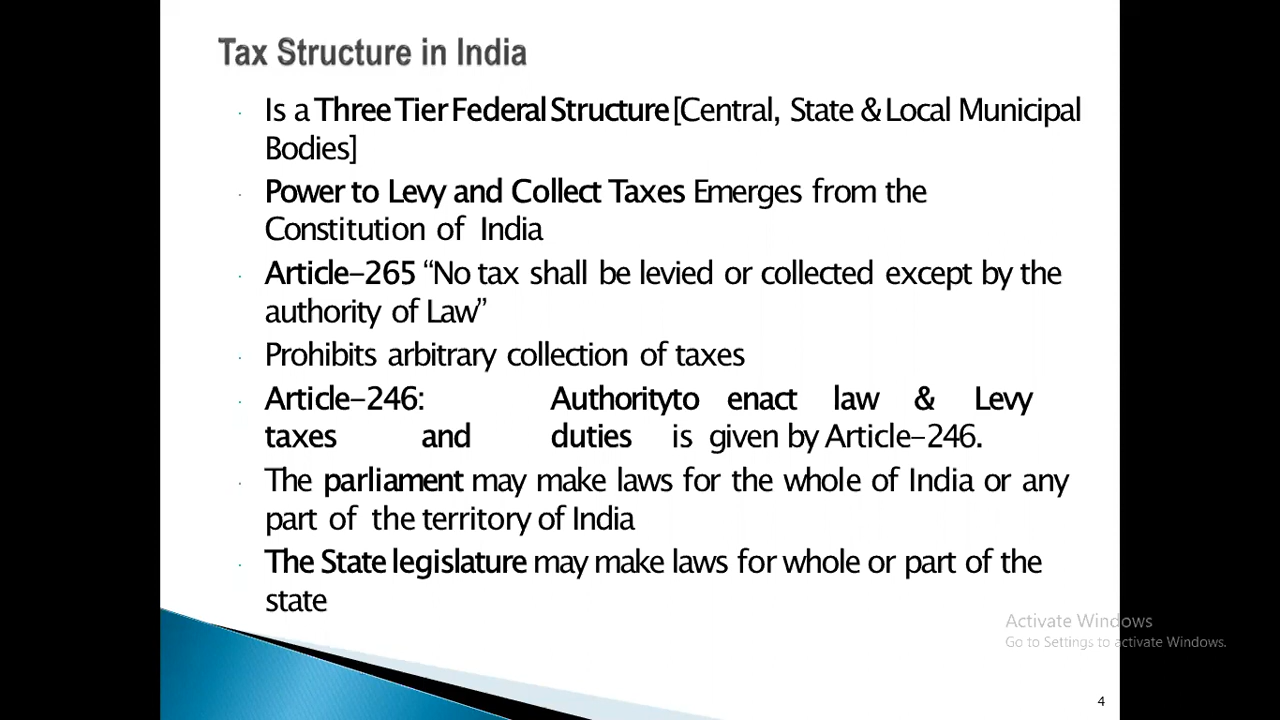 Tax Structure in India
Is a Three Tier Federal Structure [Central, State & Local Municipal
Bodies]
Power to Levy and Collect Taxes Emerges from the
Constitution of India
Article-265 “No tax shall be levied or collected except by the
authority of Law”
Prohibits arbitrary collection of taxes
Article-246: Authorityto enact law & Levy
taxes and duties is given by Article-246.
The parliament may make laws for the whole of India or any
part of the territory of India
The State legislature may make laws for whole or part of the
state
Activate Windows
Go to Settings to activate Windows.
4